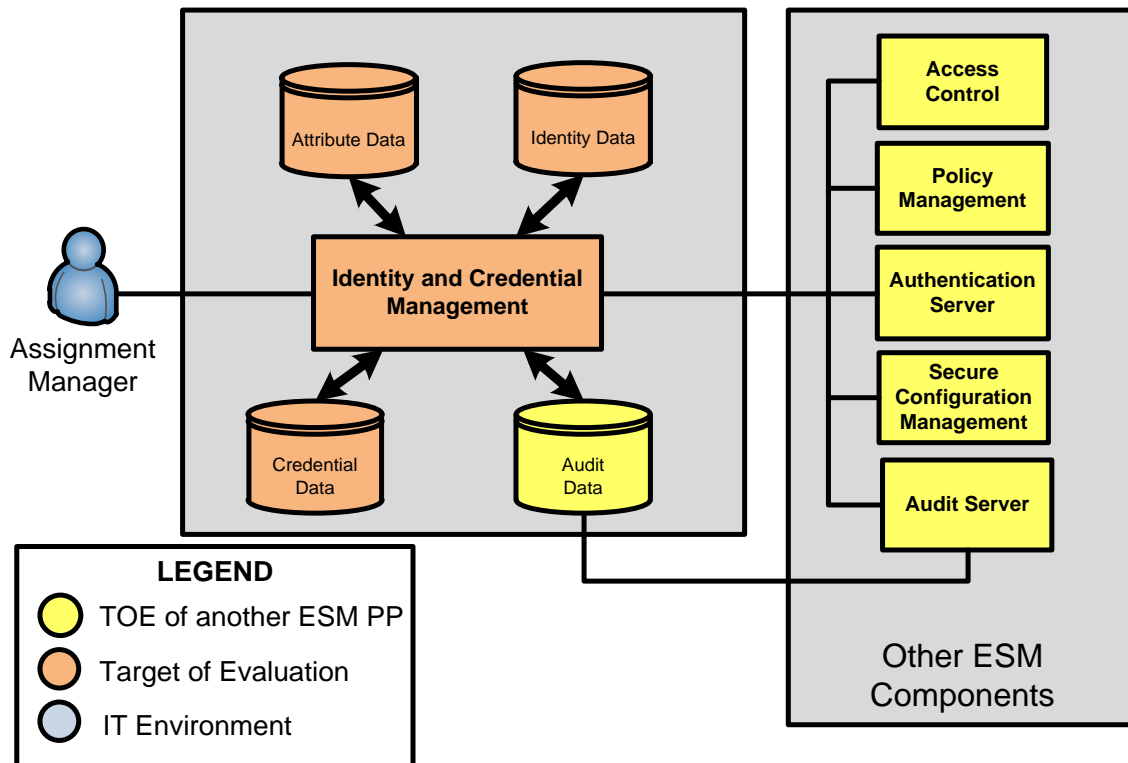 Attribute Data
Identity Data
Identity and Credential
Management
Credential
Data
Audit
Data
Assignment
Manager
Access
Control
Policy
Management
Authentication
Server
Secure
Configuration
Management
Audit Server
Other ESM
Components
LEGEND
TOE of another ESM PP
Target of Evaluation
IT Environment